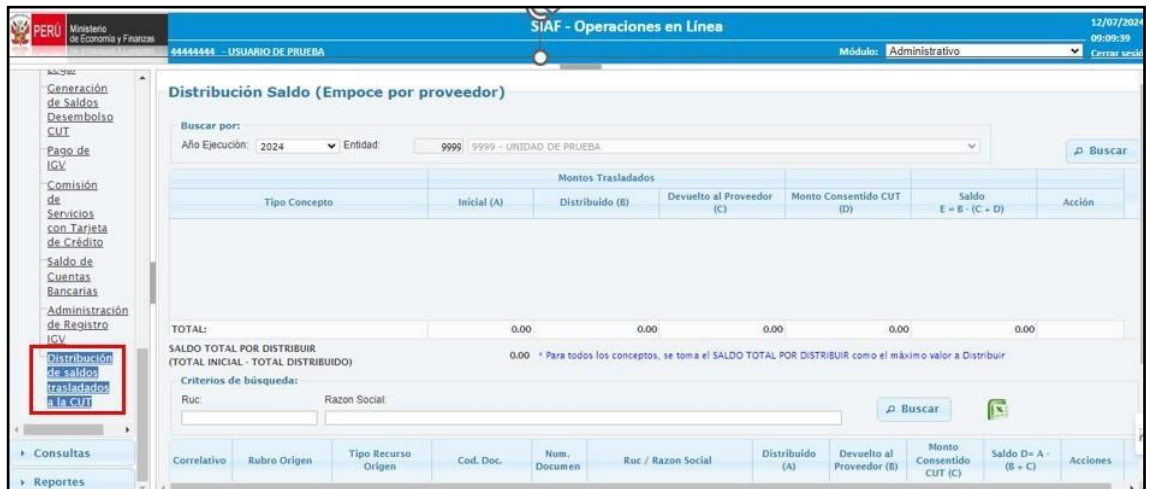 PERÚ Ministerio
de Economía y Finanzas
SIAF - Operaciones en Línea
12/07/2024
09:09:39
44444444 - USUARIO DE PRUEBA
Módulo: Administrativo
Cerrar sesió
Legal
Generación
de Saldos
Desembolso
CUT
Pago de
IGV
Comisión
de
Servicios
con Tarjeta
de Crédito
Saldo de
Cuentas
Bancarias
Administración
de Registro
IGV
Distribución
de saldos
trasladados
a la CUT
Consultas
Reportes
Distribución Saldo (Empoce por proveedor)
Buscar por:
Año Ejecución: 2024 Entidad: 9999 9999 - UNIDAD DE PRUEBA
Buscar
Montos Trasladados
Tipo Concepto Inicial (A) Distribuido (B) Devuelto al Proveedor (C) Monto Consentido CUT (D) Saldo E = B - (C + D) Acción
TOTAL: 0.00 0.00 0.00 0.00 0.00
SALDO TOTAL POR DISTRIBUIR
(TOTAL INICIAL - TOTAL DISTRIBUIDO) 0.00 * Para todos los conceptos, se toma el SALDO TOTAL POR DISTRIBUIR como el máximo valor a Distribuir
Criterios de búsqueda:
Ruc: Razon Social:
Buscar
Correlativo Rubro Origen Tipo Recurso Origen Cod. Doc. Num. Documen Ruc / Razon Social Distribuido (A) Devuelto al Proveedor (B) Monto Consentido CUT (C) Saldo D= A - (B + C) Acciones